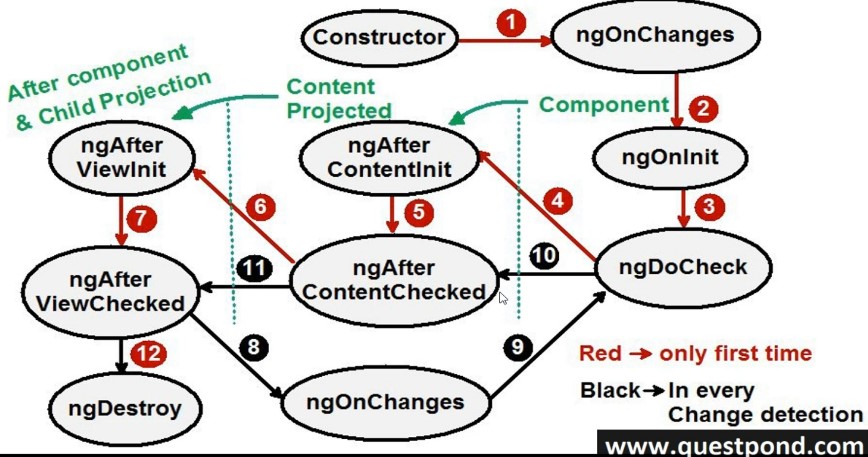 Constructor
1
ngOnChanges
After component
& Child Projection
Content
Projected
Component
2
ngAfter
ViewInit
ngAfter
ContentInit
ngOnInit
7
6
5
4
3
ngAfter
ViewChecked
11
ngAfter
ContentChecked
10
ngDoCheck
12
8
9
ngDestroy
ngOnChanges
Red → only first time
Black → In every
Change detection
www.questpond.com